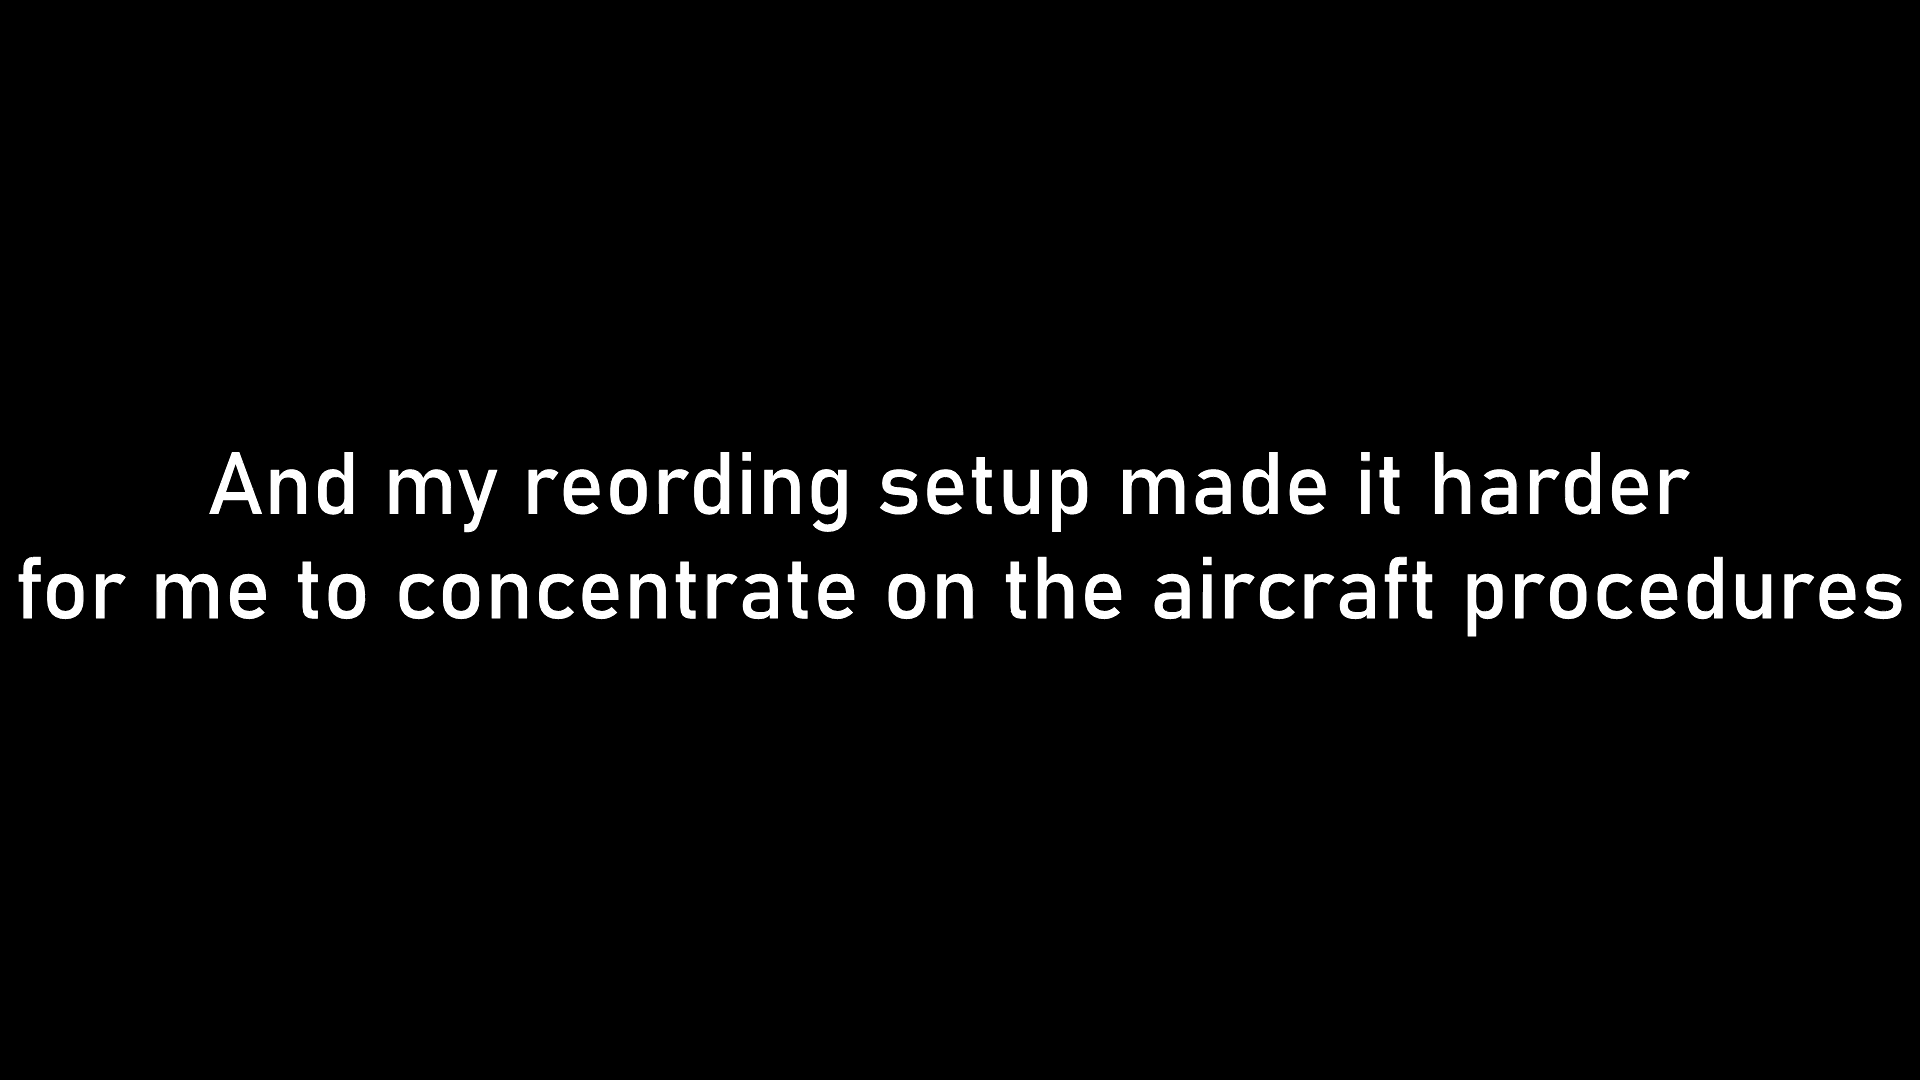 And my reording setup made it harder
for me to concentrate on the aircraft procedures